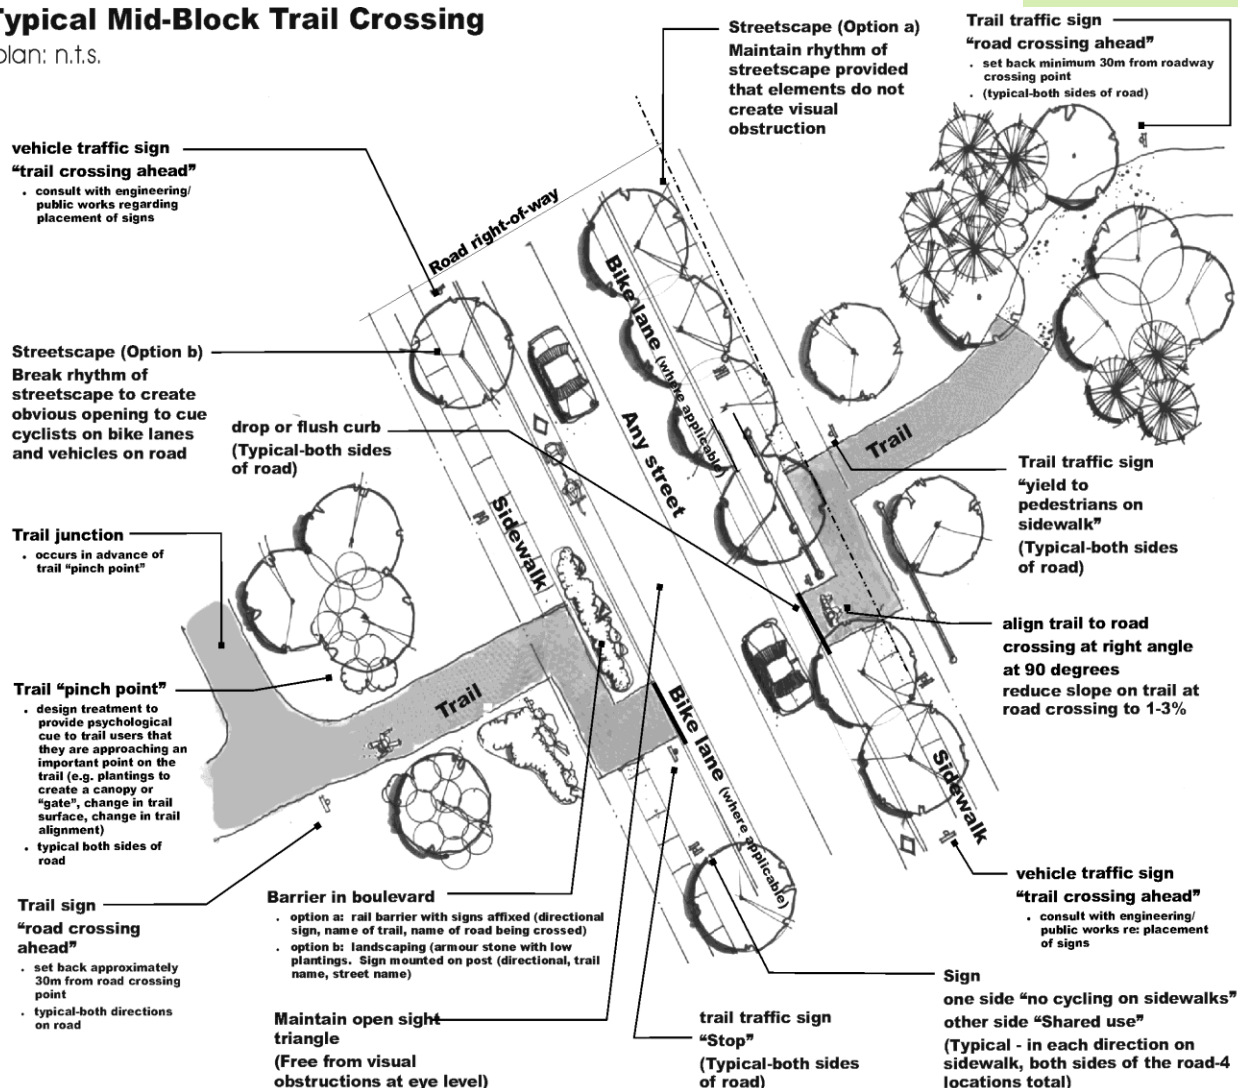 Typical Mid-Block Trail Crossing
plan: n.t.s.
Streetscape (Option a)
Maintain rhythm of
streetscape provided
that elements do not
create visual
obstruction
Trail traffic sign
“road crossing ahead”
• set back minimum 30m from roadway
crossing point
• (typical-both sides of road)
vehicle traffic sign
“trail crossing ahead”
• consult with engineering/
public works regarding
placement of signs
Road right-of-way
Bike lane (where applicable)
Streetscape (Option b)
Break rhythm of
streetscape to create
obvious opening to cue
cyclists on bike lanes
and vehicles on road
drop or flush curb
(Typical-both sides
of road)
Any street
Trail
Trail traffic sign
“yield to
pedestrians on
sidewalk”
(Typical-both sides
of road)
Sidewalk
Trail junction
• occurs in advance of
trail “pinch point”
align trail to road
crossing at right angle
at 90 degrees
reduce slope on trail at
road crossing to 1-3%
Trail “pinch point”
• design treatment to
provide psychological
cue to trail users that
they are approaching an
important point on the
trail (e.g. plantings to
create a canopy or
“gate”, change in trail
surface, change in trail
alignment)
• typical both sides of
road
Trail
Bike lane (where applicable)
Sidewalk
Trail sign
“road crossing
ahead”
• set back approximately
30m from road crossing
point
• typical-both directions
on road
Barrier in boulevard
• option a: rail barrier with signs affixed (directional
sign, name of trail, name of road being crossed)
• option b: landscaping (armour stone with low
plantings. Sign mounted on post (directional, trail
name, street name)
vehicle traffic sign
“trail crossing ahead”
• consult with engineering/
public works re: placement
of signs
Maintain open sight
triangle
(Free from visual
obstructions at eye level)
trail traffic sign
“Stop”
(Typical-both sides
of road)
Sign
one side “no cycling on sidewalks”
other side “Shared use”
(Typical - in each direction on
sidewalk, both sides of the road-4
locations total)